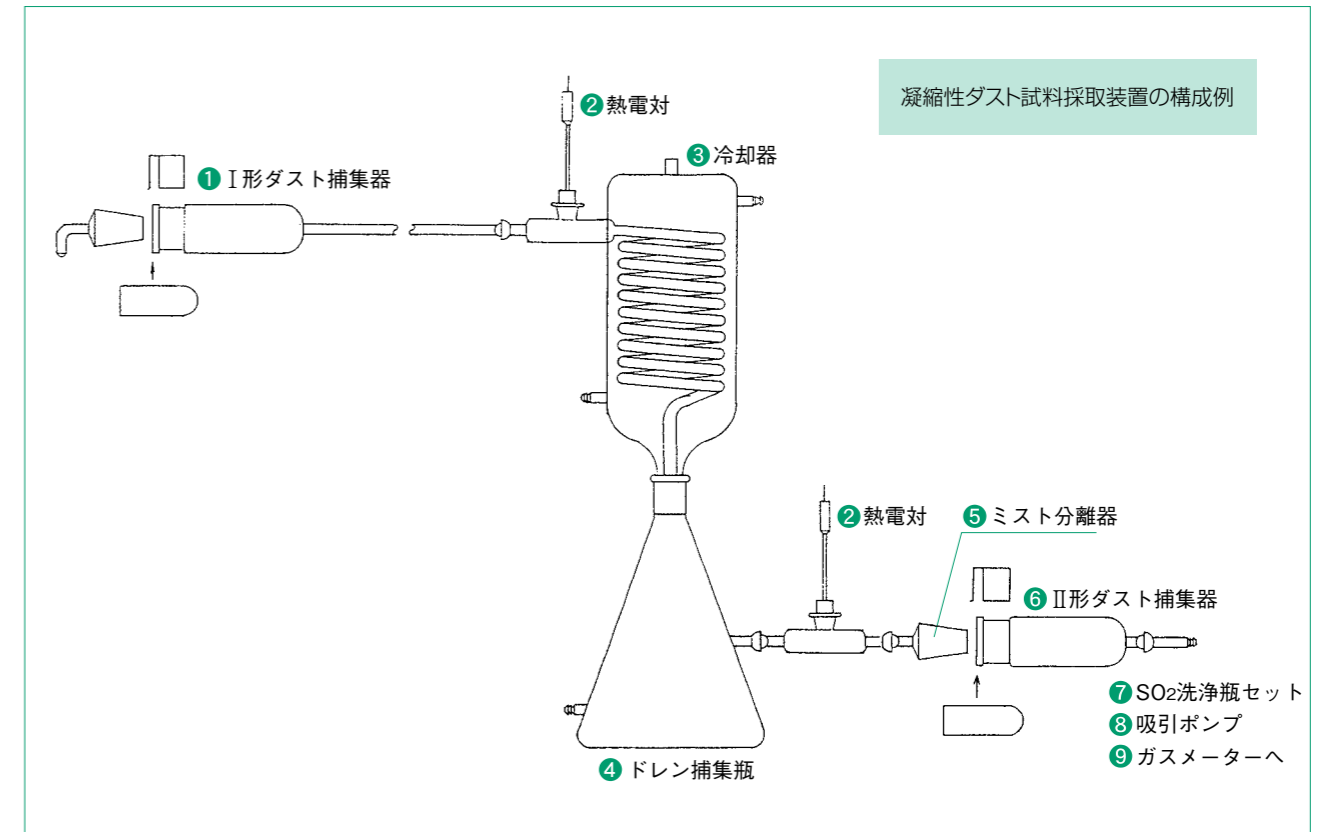 凝縮性ダスト試料採取装置の構成例
❷熱電対
❸冷却器
❶Ⅰ形ダスト捕集器
❷熱電対
❺ミスト分離器
❻Ⅱ形ダスト捕集器
❼SO2洗浄瓶セット
❽吸引ポンプ
❾ガスメーターへ
❹ドレン捕集瓶